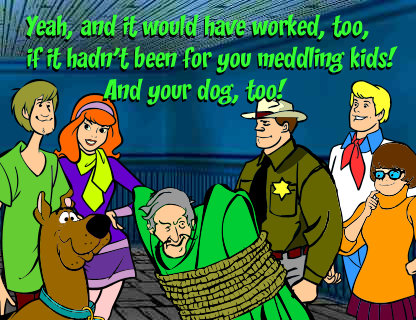 Yeah, and it would have worked, too,
if it hadn't been for you meddling kids!
And your dog, too!